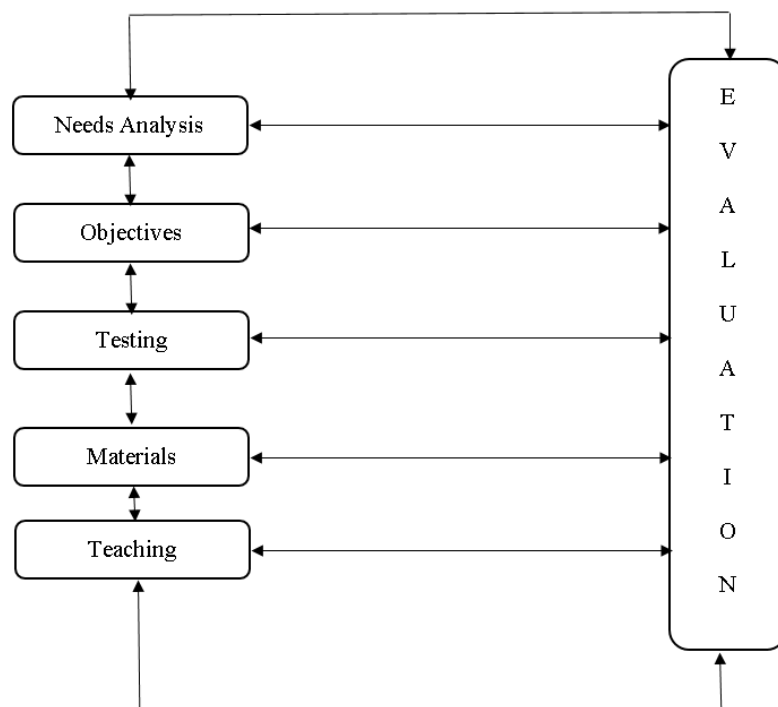 Needs Analysis
Objectives
Testing
Materials
Teaching
E
V
A
L
U
A
T
I
O
N